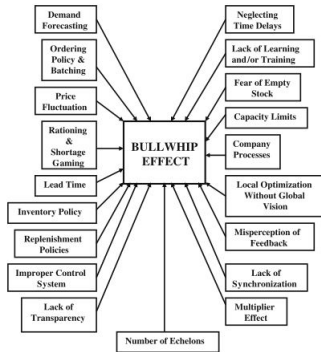 Demand
Forecasting
Ordering
Policy &
Batching
Price
Fluctuation
Rationing
&
Shortage
Gaming
Lead Time
Inventory Policy
Replenishment
Policies
Improper Control
System
Lack of
Transparency
BULLWHIP
EFFECT
Number of Echelons
Neglecting
Time Delays
Lack of Learning
and/or Training
Fear of Empty
Stock
Capacity Limits
Company
Processes
Local Optimization
Without Global
Vision
Misperception of
Feedback
Lack of
Synchronization
Multiplier
Effect